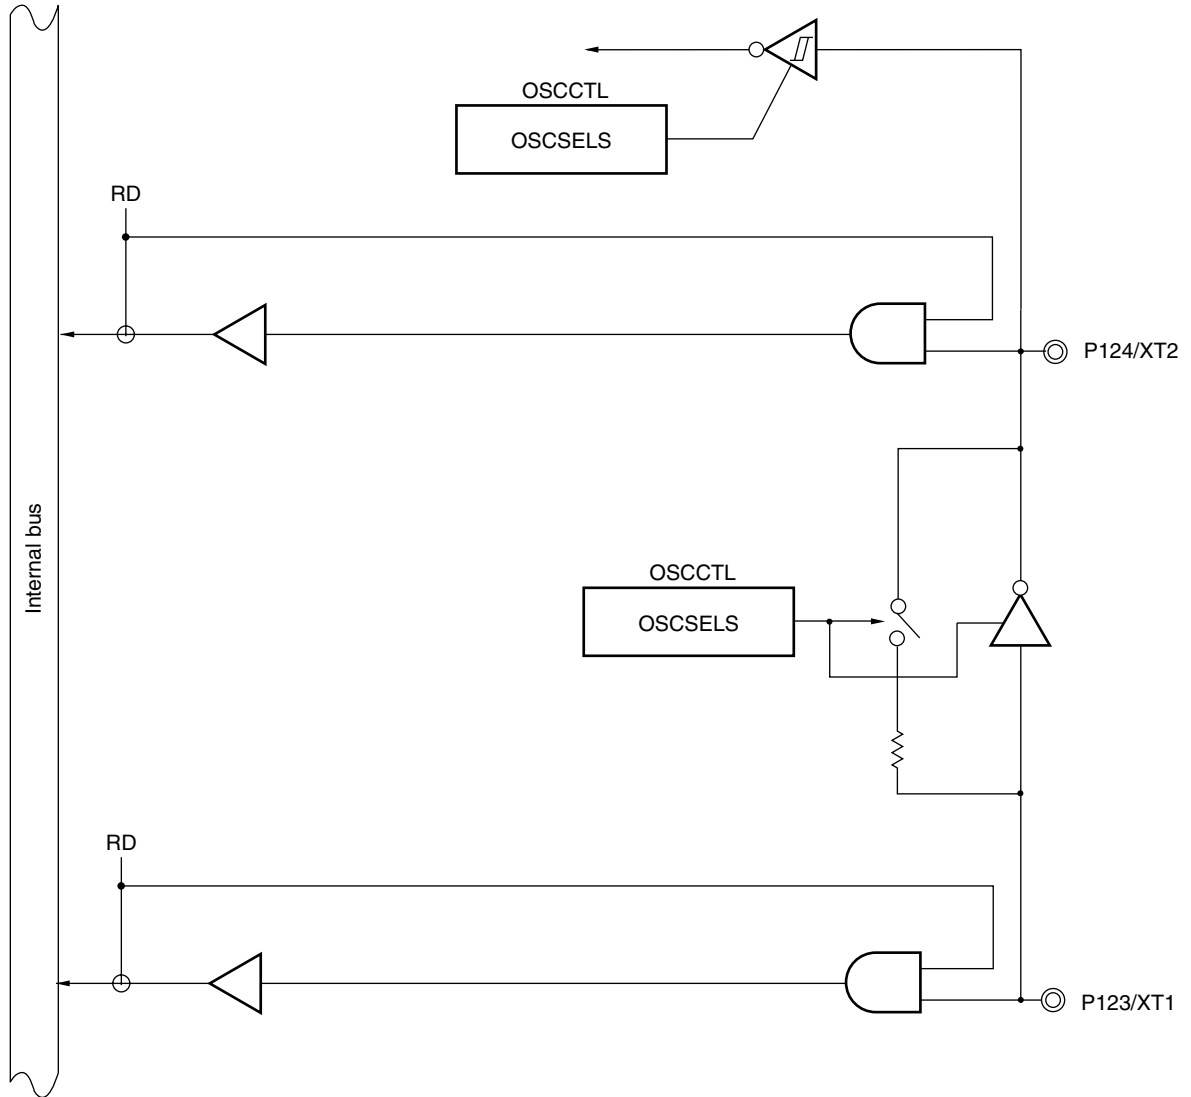 OSCCTL
OSCSELS
RD
P124/XT2
Internal bus
OSCCTL
OSCSELS
RD
P123/XT1